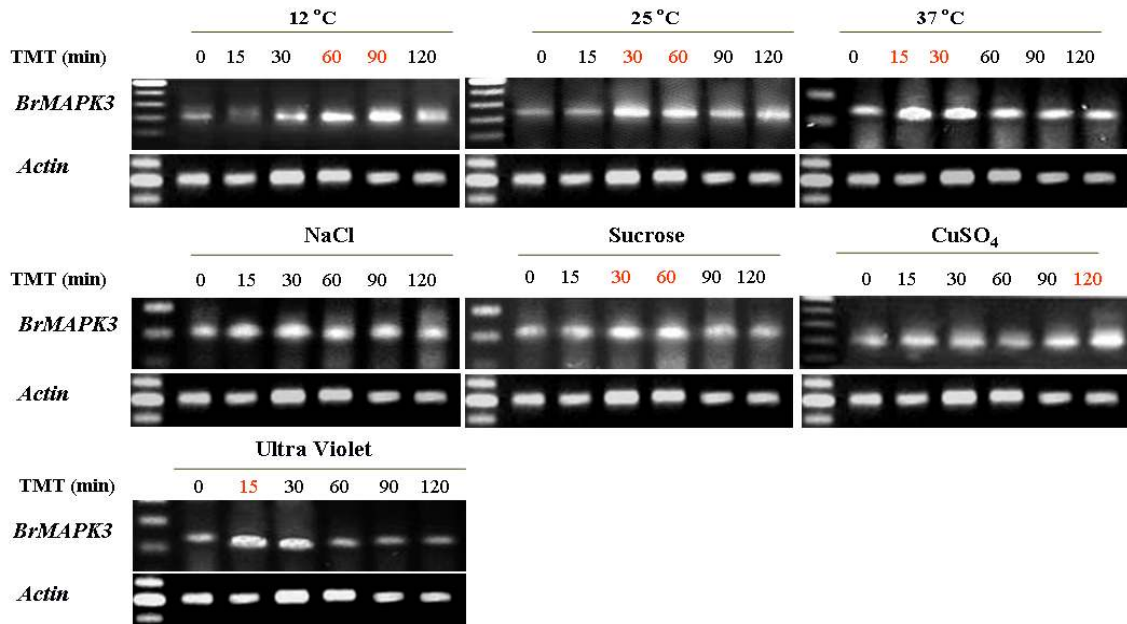 12 °C 25 °C 37 °C
TMT (min) 0 15 30 60 90 120 0 15 30 60 90 120 0 15 30 60 90 120
BrMAPK3
Actin
NaCl Sucrose CuSO₄
TMT (min) 0 15 30 60 90 120 0 15 30 60 90 120 0 15 30 60 90 120
BrMAPK3
Actin
Ultra Violet
TMT (min) 0 15 30 60 90 120
BrMAPK3
Actin